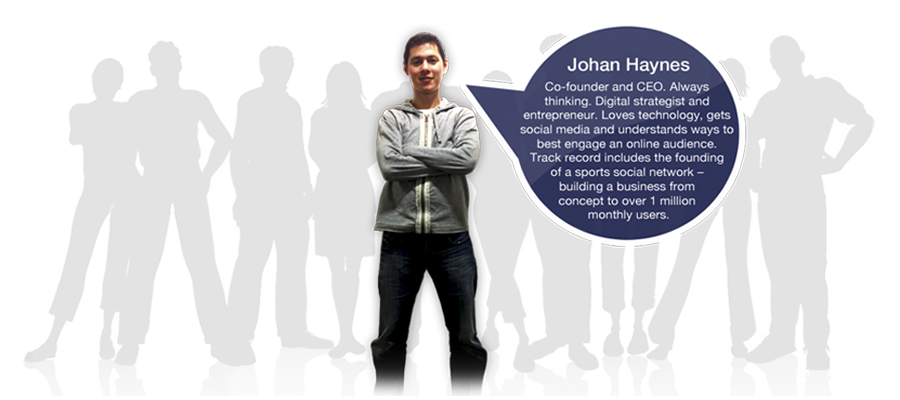 Johan Haynes
Co-founder and CEO. Always
thinking. Digital strategist and
entrepreneur. Loves technology, gets
social media and understands ways to
best engage an online audience.
Track record includes the founding
of a sports social network –
building a business from
concept to over 1 million
monthly users.